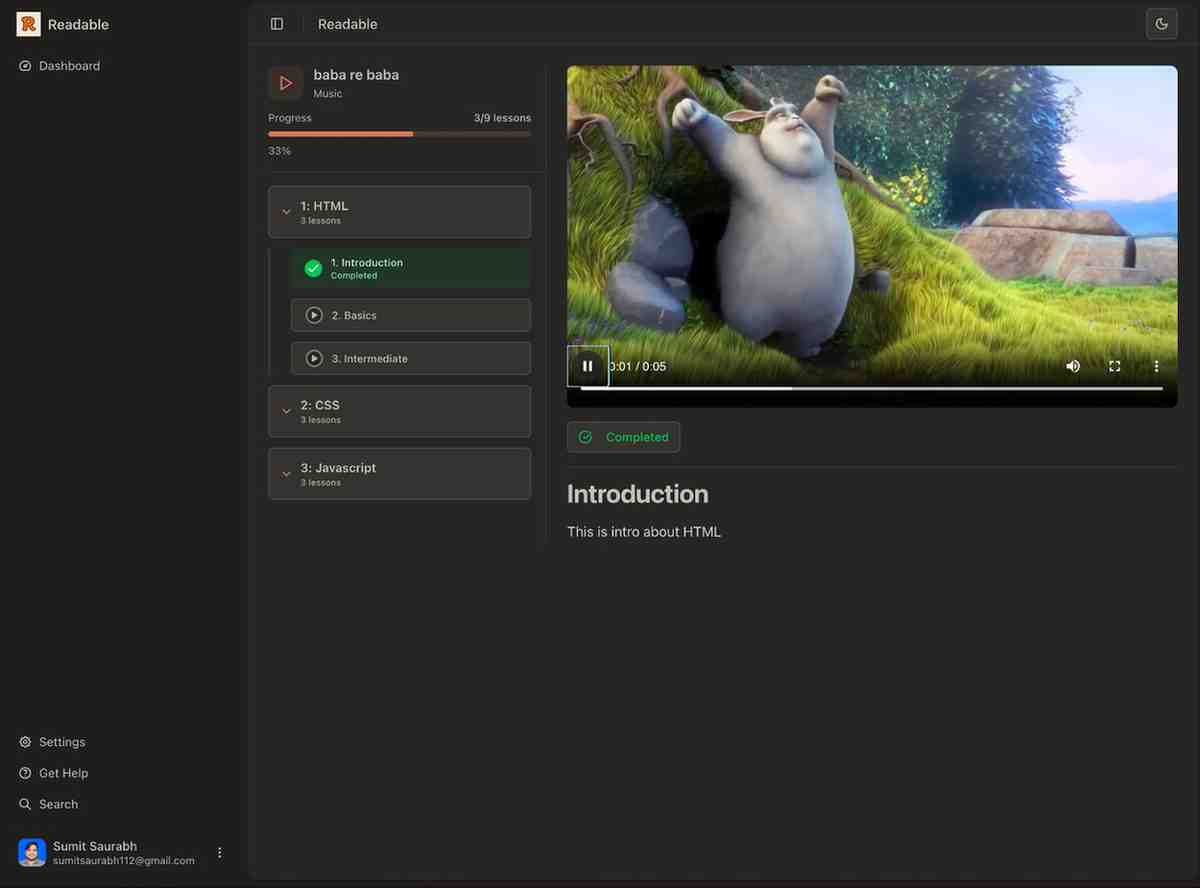 Readable
Dashboard
Settings
Get Help
Search
Sumit Saurabh
sumitsaurabh112@gmail.com
Readable
baba re baba
Music
Progress 3/9 lessons
33%
1: HTML
3 lessons
1. Introduction
Completed
2. Basics
3. Intermediate
2: CSS
3 lessons
3: Javascript
3 lessons
0:01 / 0:05
Completed
Introduction
This is intro about HTML